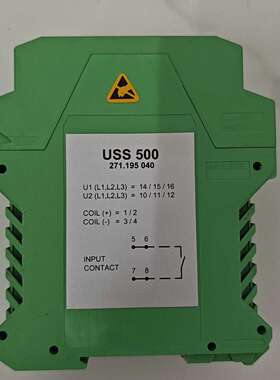 USS 500
271.195 040
U1 (L1,L2,L3) = 14 / 15 / 16
U2 (L1,L2,L3) = 10 / 11 / 12
COIL (+) = 1 / 2
COIL (-) = 3 / 4
5 6
INPUT
CONTACT
7 8